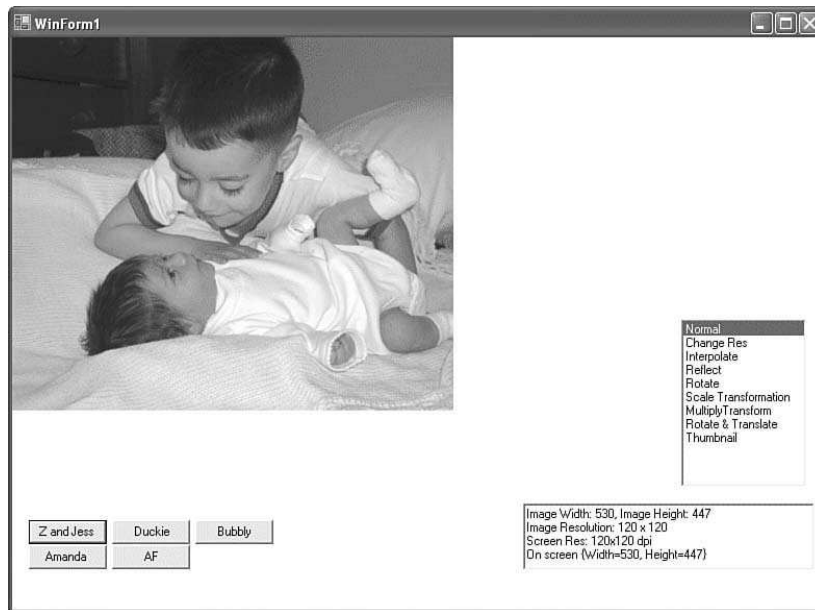 WinForm1
Normal
Change Res
Interpolate
Reflect
Rotate
Scale Transformation
MultiplyTransform
Rotate & Translate
Thumbnail
Z and Jess Duckie Bubbly
Amanda AF
Image Width: 530, Image Height: 447
Image Resolution: 120 x 120
Screen Res: 120x120 dpi
On screen {Width=530, Height=447}